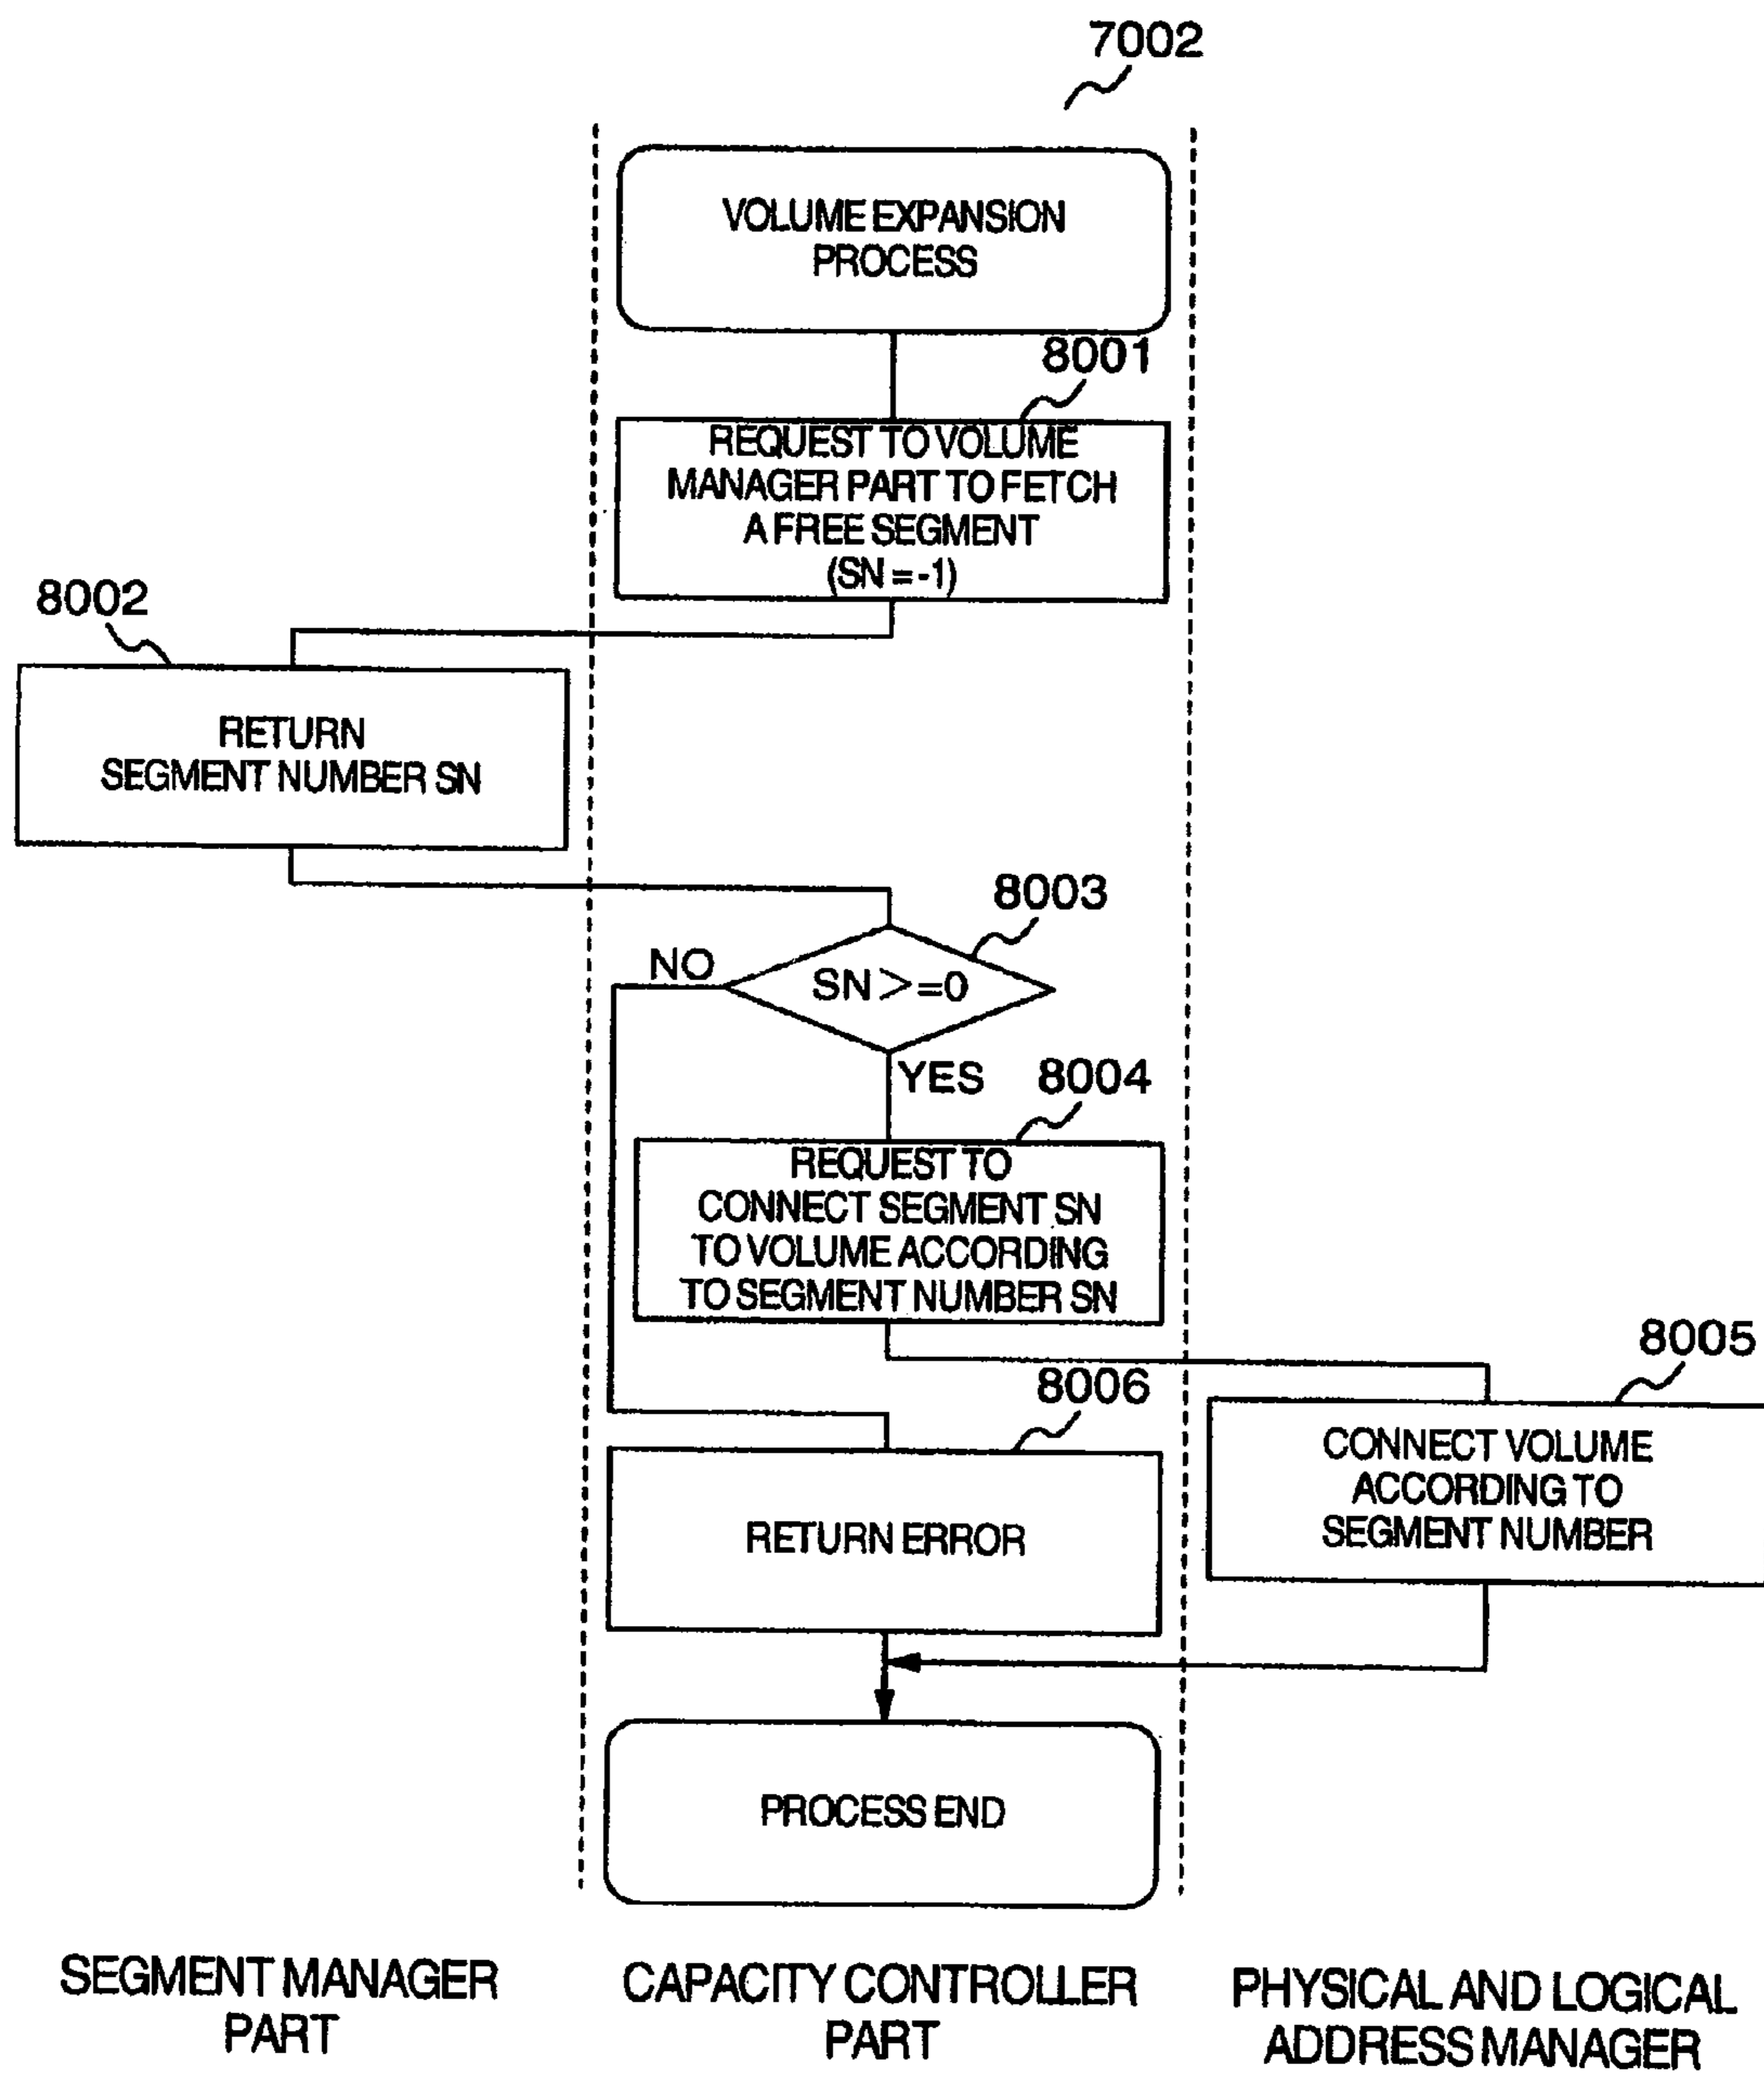 7002
VOLUME EXPANSION
PROCESS
8001
REQUEST TO VOLUME
MANAGER PART TO FETCH
A FREE SEGMENT
(SN = -1)
8002
RETURN
SEGMENT NUMBER SN
8003
NO
SN >=0
YES
8004
REQUEST TO
CONNECT SEGMENT SN
TO VOLUME ACCORDING
TO SEGMENT NUMBER SN
8005
CONNECT VOLUME
ACCORDING TO
SEGMENT NUMBER
8006
RETURN ERROR
PROCESS END
SEGMENT MANAGER
PART
CAPACITY CONTROLLER
PART
PHYSICAL AND LOGICAL
ADDRESS MANAGER